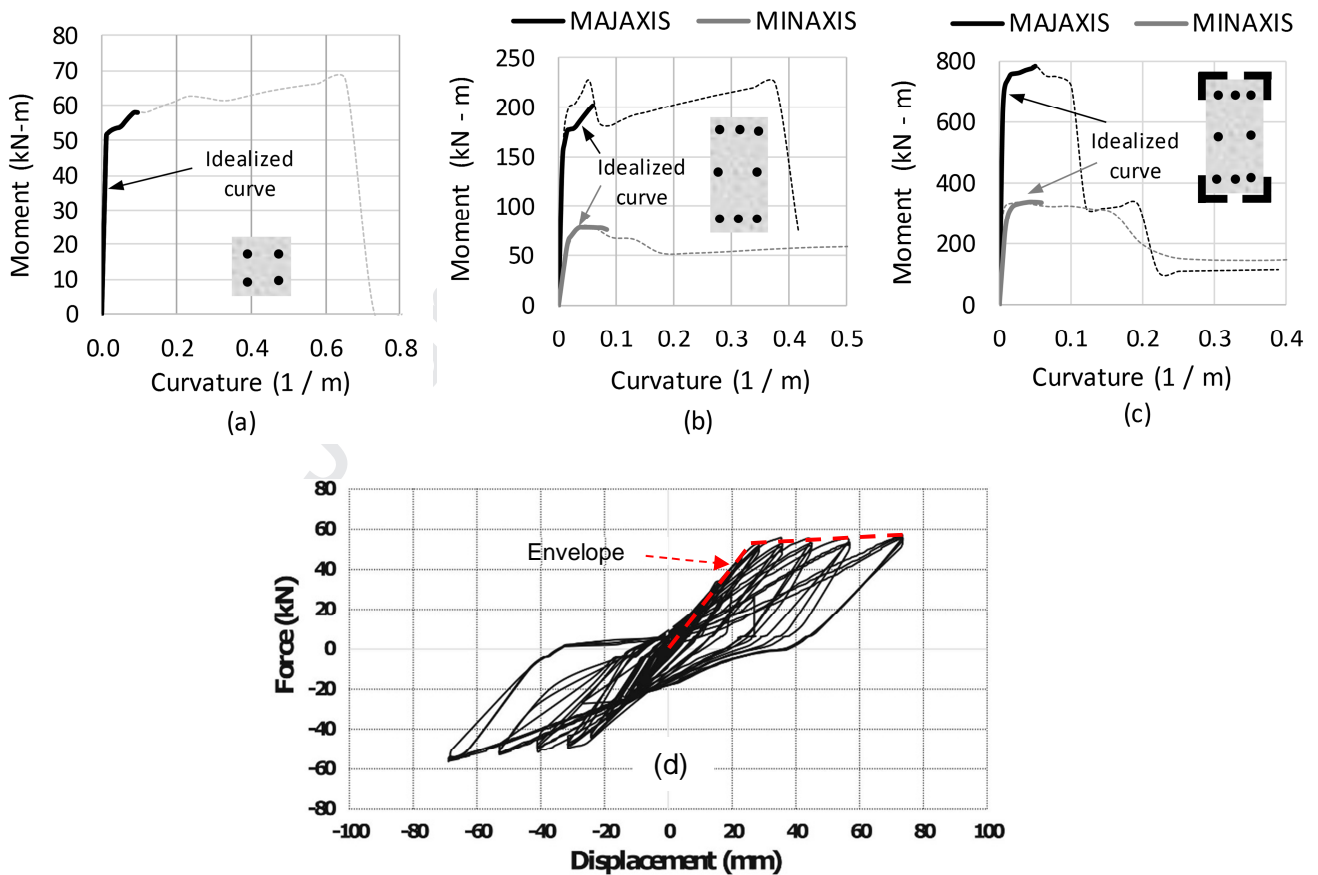 80
70
60
50
40
30
20
10
0
0.0 0.2 0.4 0.6 0.8
Moment (kN-m)
Curvature (1 / m)
Idealized
curve
(a)
MAJAXIS MINAXIS
250
200
150
100
50
0
0 0.1 0.2 0.3 0.4 0.5
Moment (kN - m)
Curvature (1 / m)
Idealized
curve
(b)
MAJAXIS MINAXIS
800
600
400
200
0
0 0.1 0.2 0.3 0.4
Moment (kN - m)
Curvature (1 / m)
Idealized
curve
(c)
80
60
40
20
0
-20
-40
-60
-80
-100 -80 -60 -40 -20 0 20 40 60 80 100
Force (kN)
Displacement (mm)
Envelope
(d)